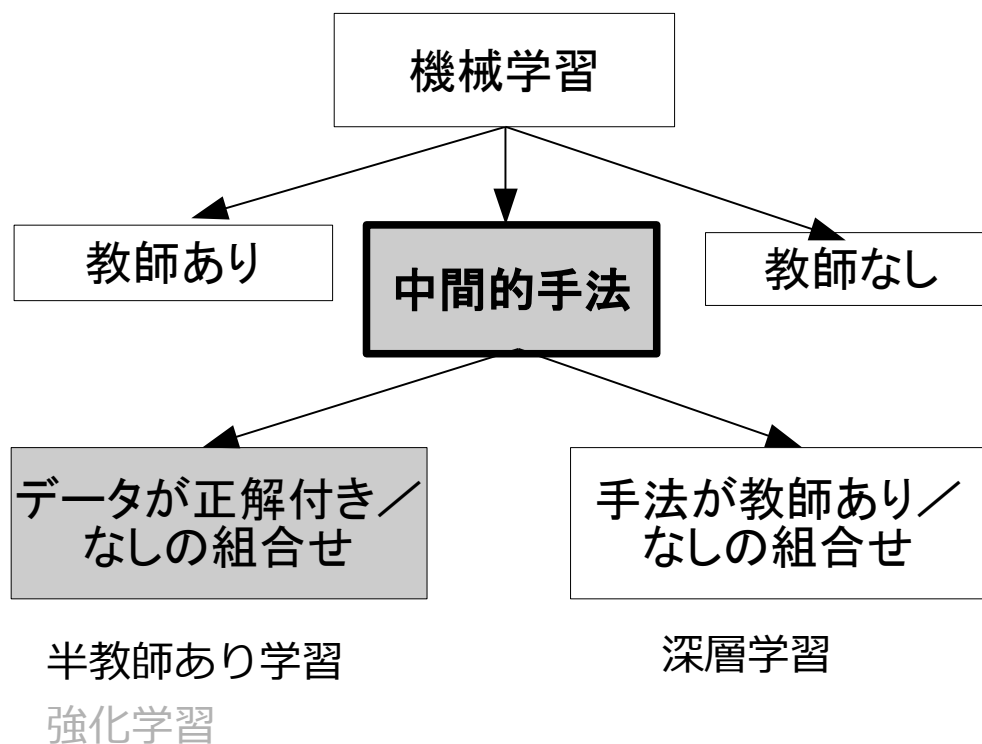 機械学習
教師あり
中間的手法
教師なし
データが正解付き／
なしの組合せ
手法が教師あり／
なしの組合せ
半教師あり学習
深層学習
強化学習